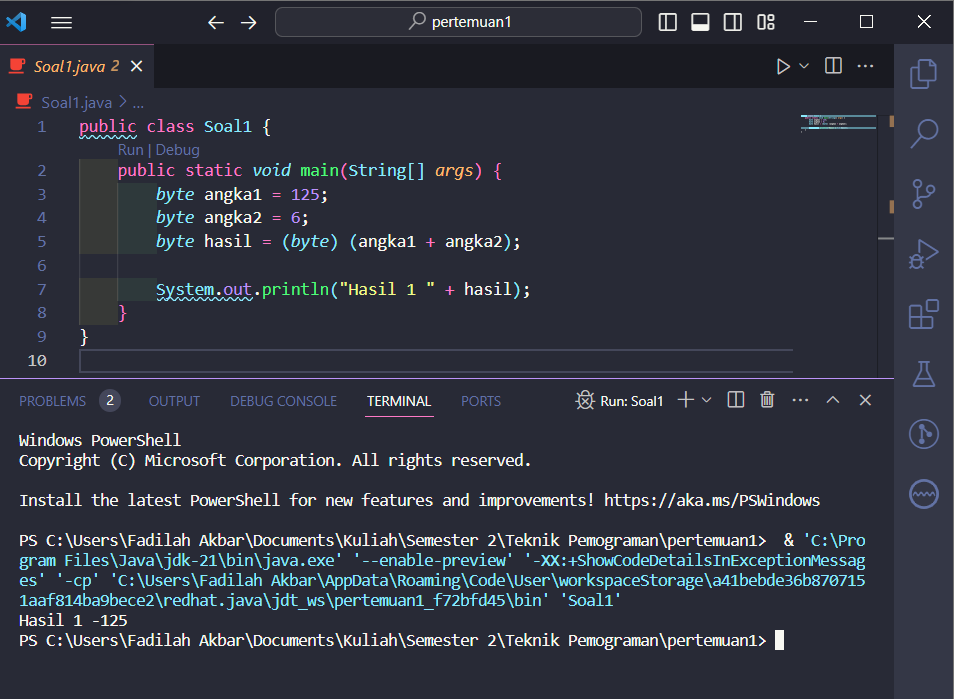 pertemuan1
Soal1.java 2
Soal1.java > ...
1 public class Soal1 {
Run | Debug
2 public static void main(String[] args) {
3 byte angka1 = 125;
4 byte angka2 = 6;
5 byte hasil = (byte) (angka1 + angka2);
6
7 System.out.println("Hasil 1 " + hasil);
8 }
9 }
10
PROBLEMS 2 OUTPUT DEBUG CONSOLE TERMINAL PORTS Run: Soal1
Windows PowerShell
Copyright (C) Microsoft Corporation. All rights reserved.
Install the latest PowerShell for new features and improvements! https://aka.ms/PSWindows
PS C:\Users\Fadilah Akbar\Documents\Kuliah\Semester 2\Teknik Pemograman\pertemuan1>  & 'C:\Pro
gram Files\Java\jdk-21\bin\java.exe' '--enable-preview' '-XX:+ShowCodeDetailsInExceptionMessag
es' '-cp' 'C:\Users\Fadilah Akbar\AppData\Roaming\Code\User\workspaceStorage\a41bebde36b870715
1aaf814ba9bece2\redhat.java\jdt_ws\pertemuan1_f72bfd45\bin' 'Soal1'
Hasil 1 -125
PS C:\Users\Fadilah Akbar\Documents\Kuliah\Semester 2\Teknik Pemograman\pertemuan1>